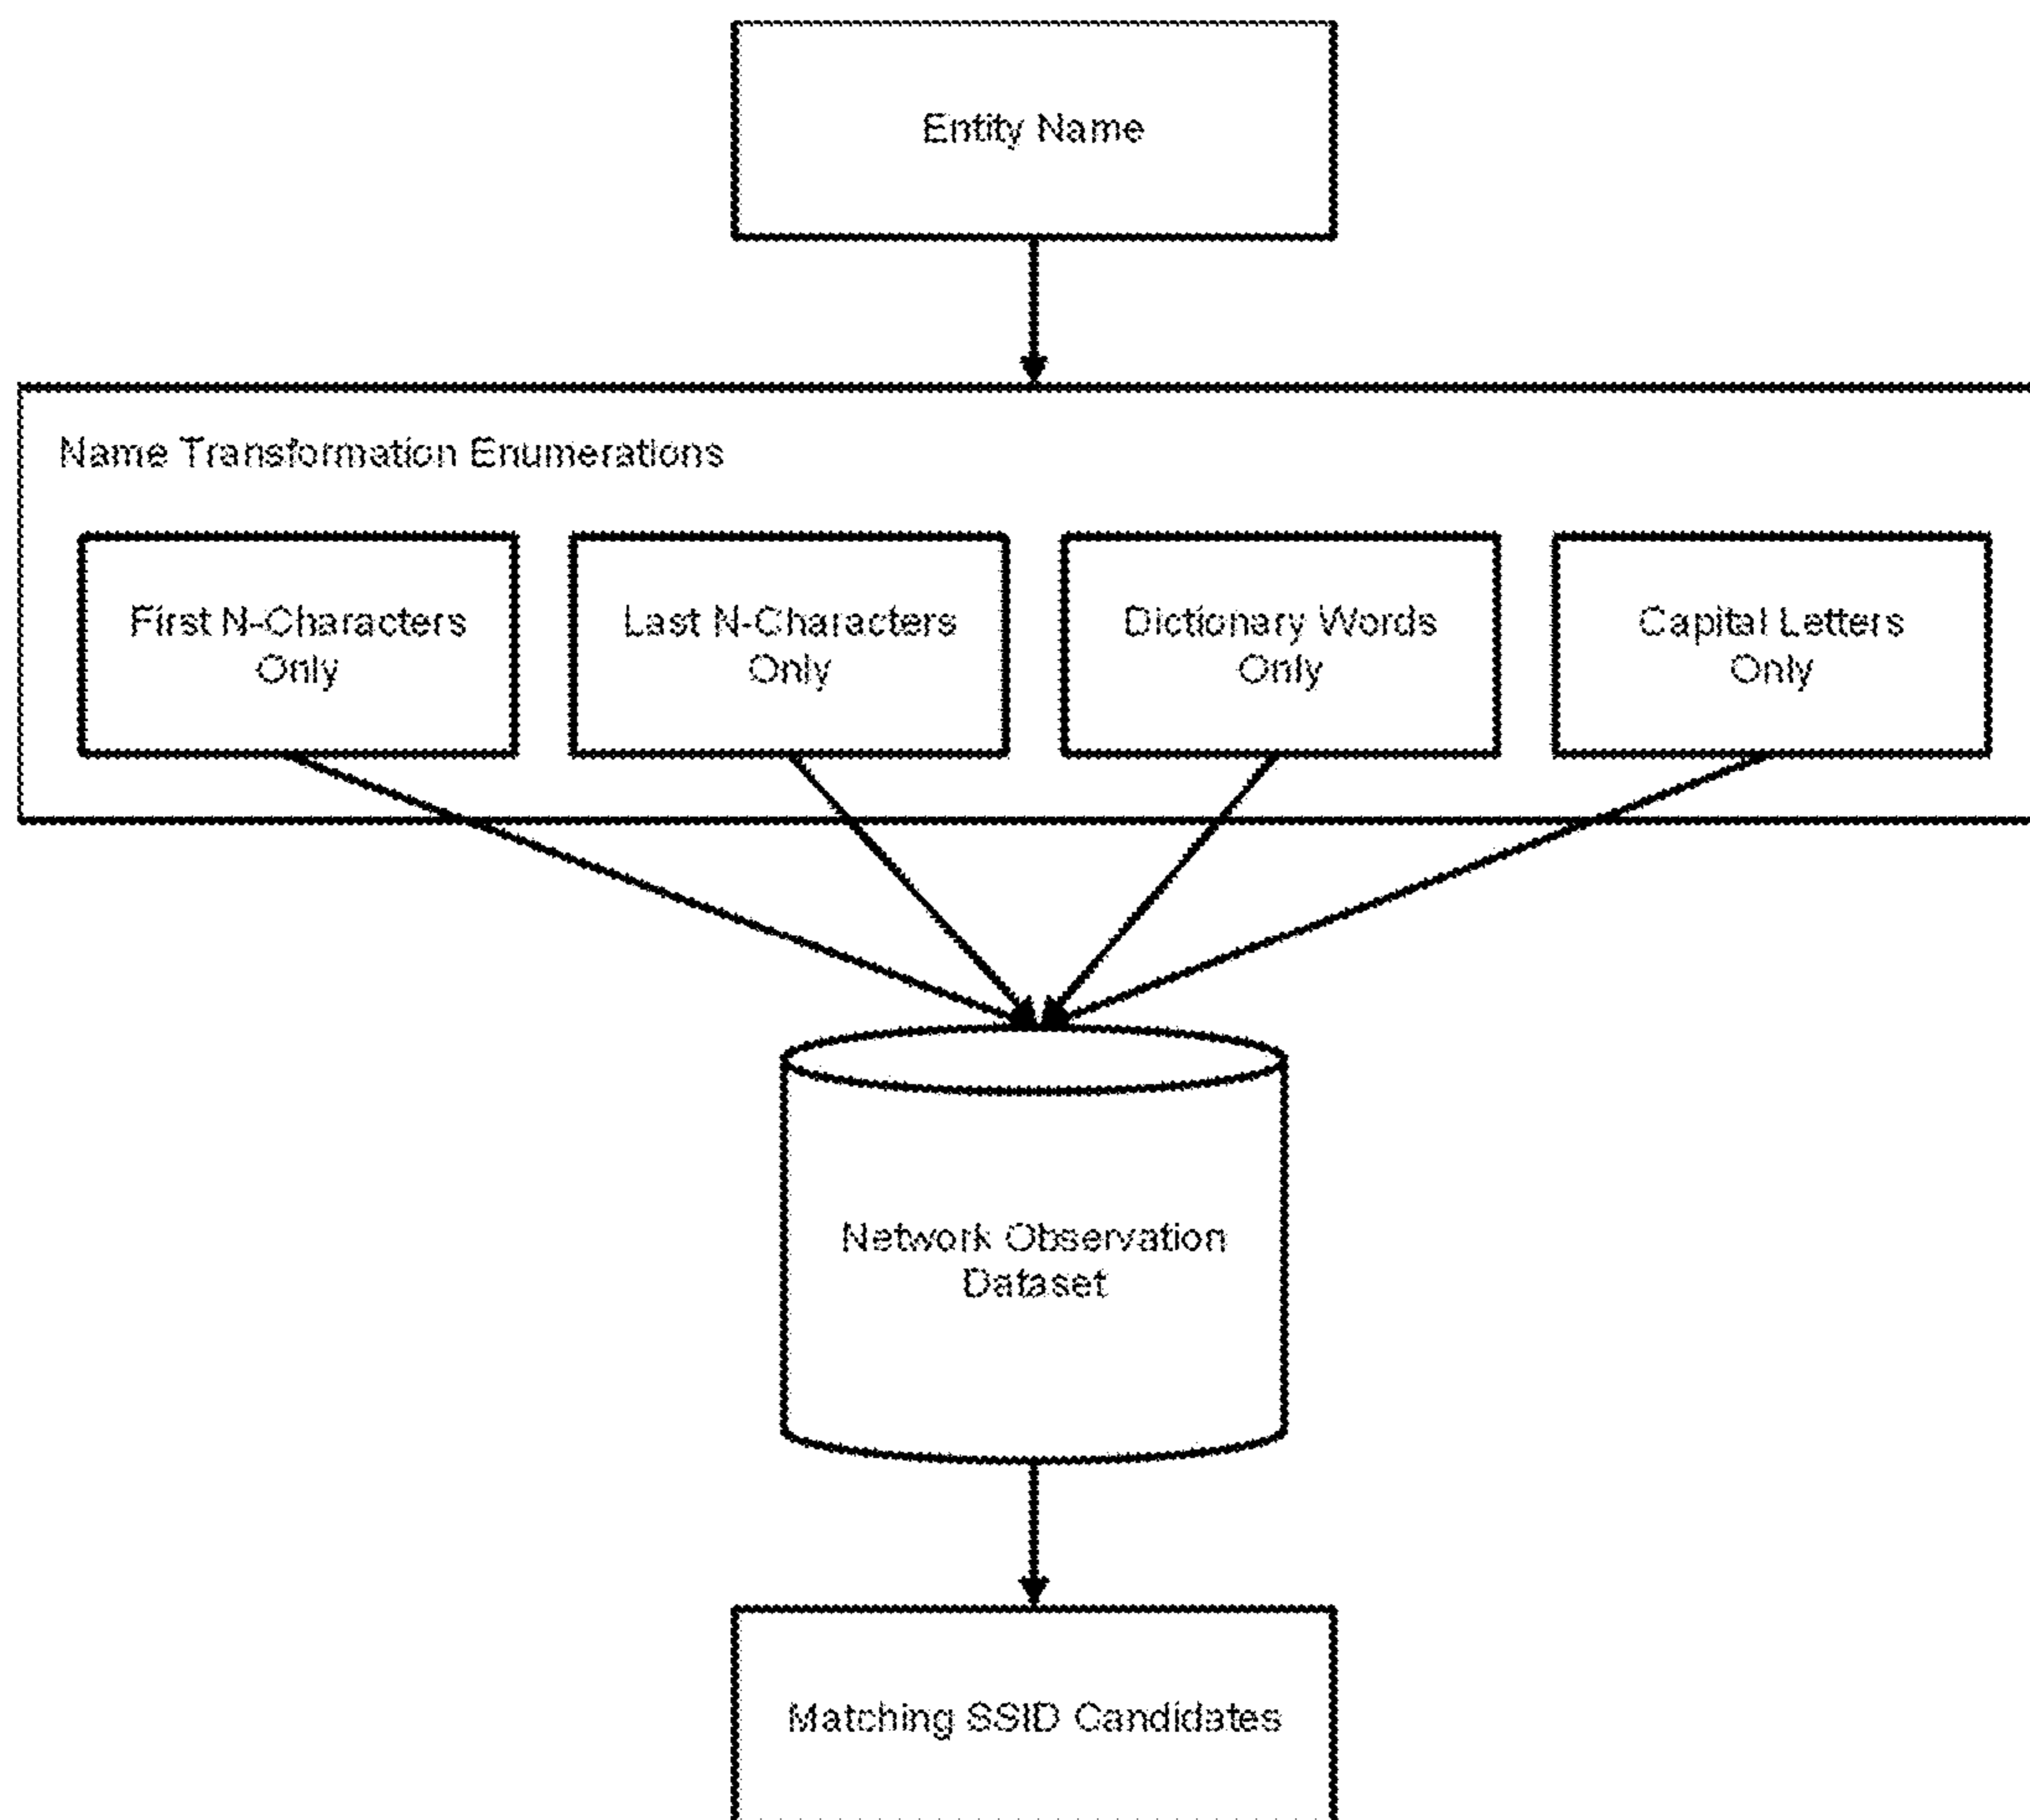 Entity Name
Name Transformation Enumerations
First N-Characters
Only
Last N-Characters
Only
Dictionary Words
Only
Capital Letters
Only
Network Observation
Dataset
Matching SSID Candidates